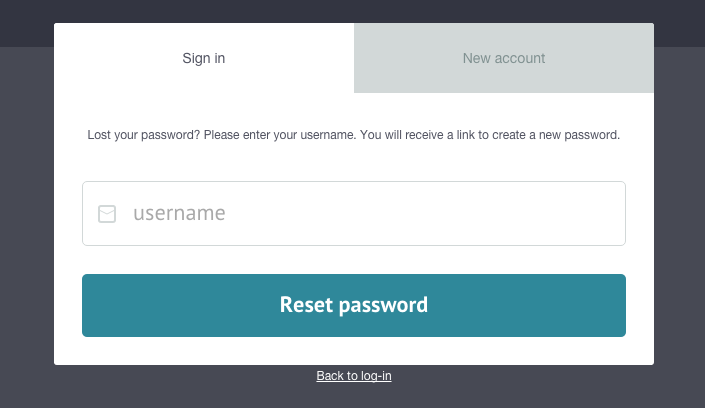 Sign in
New account
Lost your password? Please enter your username. You will receive a link to create a new password.
username
Reset password
Back to log-in